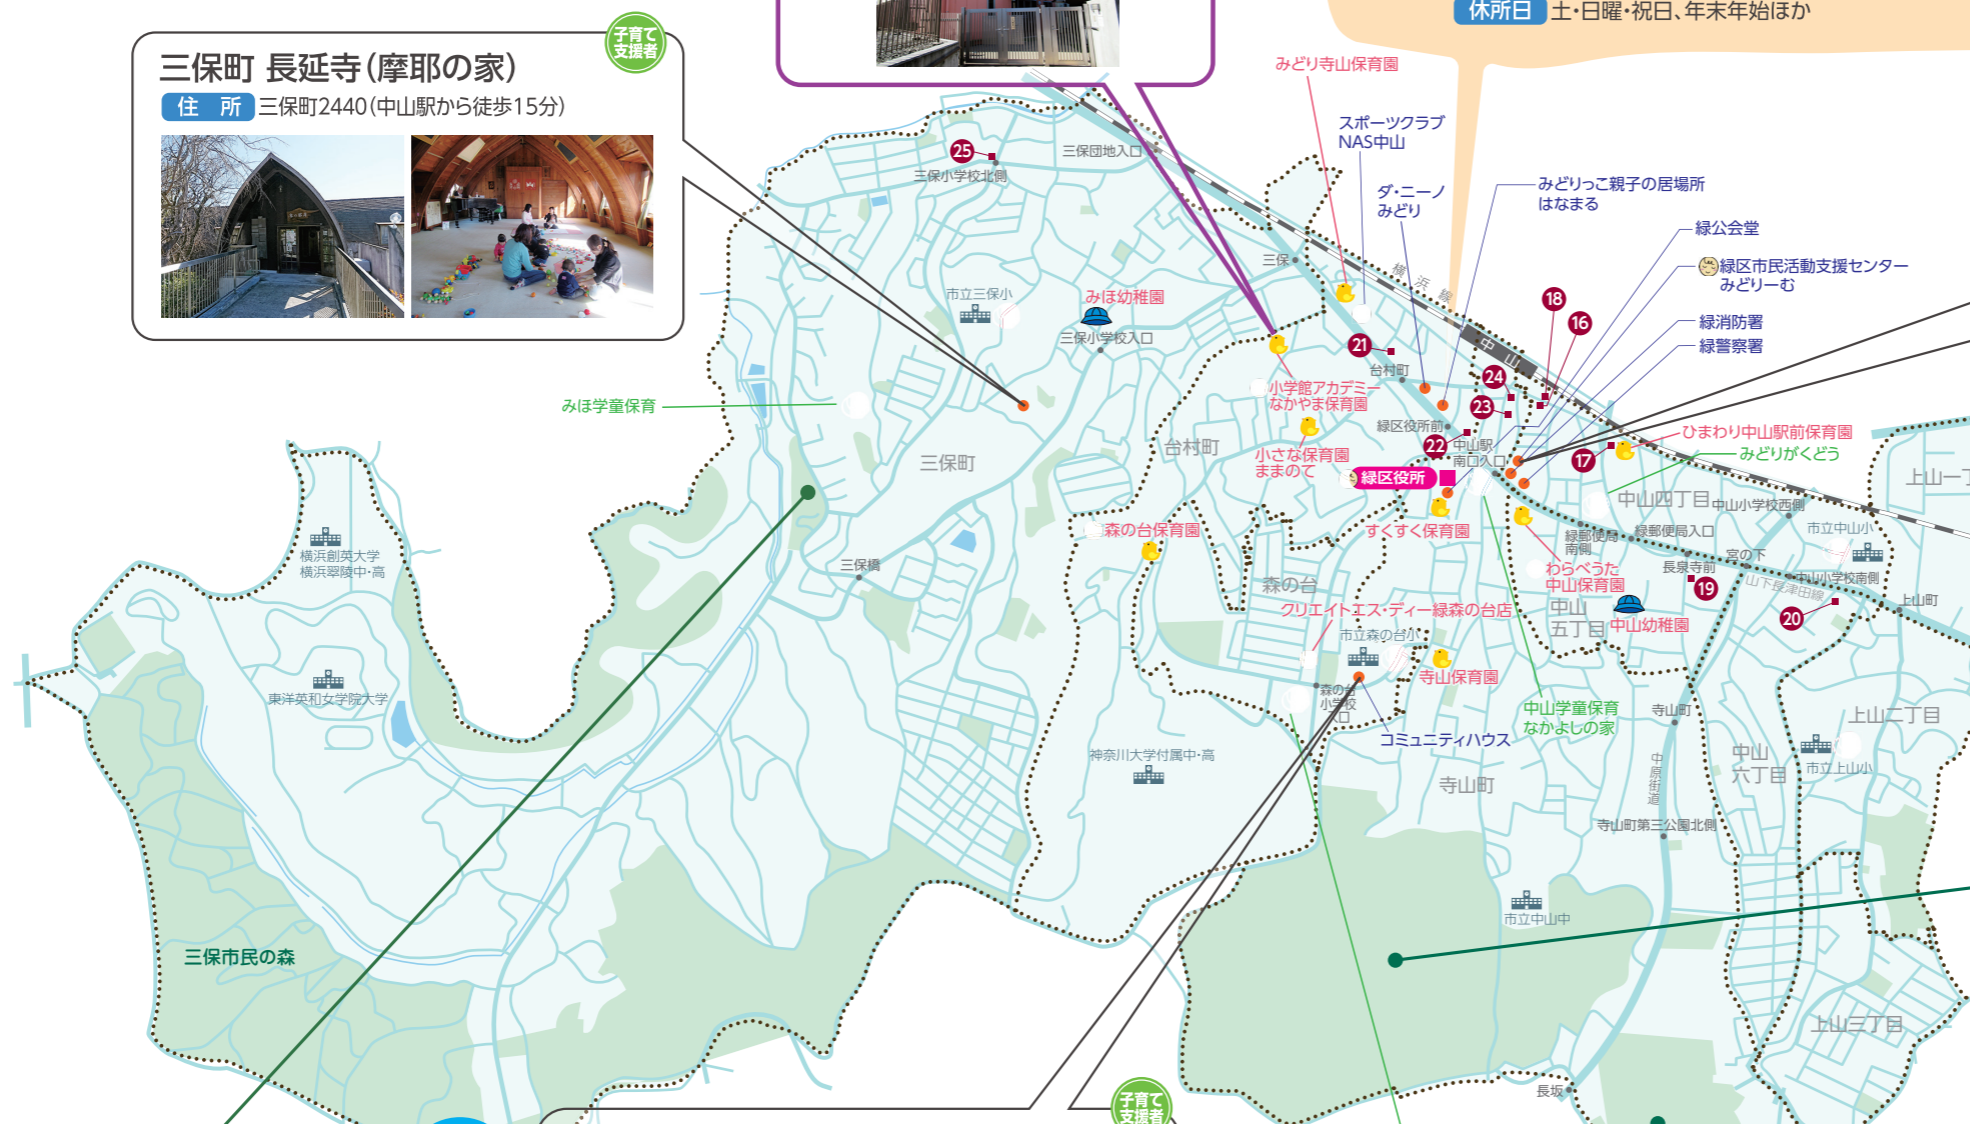 休所日 土・日曜・祝日、年末年始ほか
子育て
支援者
三保町 長延寺(摩耶の家)
住 所 三保町2440(中山駅から徒歩15分)
みどり寺山保育園
スポーツクラブ
NAS中山
ダ・ニーノ
みどり
みどりっこ親子の居場所
はなまる
緑公会堂
緑区市民活動支援センター
みどりーむ
緑消防署
緑警察署
25
三保小学校北側
三保団地入口
三保
横浜線
中山
18
16
市立三保小
みほ幼稚園
三保小学校入口
21
台村町
24
23
小学館アカデミー
なかやま保育園
緑区役所前
22
中山駅
南口入口
ひまわり中山駅前保育園
みどりがくどう
17
みほ学童保育
三保町
台村町
小さな保育園
ままのて
緑区役所
上山一丁
中山四丁目
中山小学校西側
すくすく保育園
森の台保育園
緑郵便局
南側
緑郵便局入口
市立中山小
宮の下
長泉寺前
中山小学校南側
山下長津田線
わらべうた
中山保育園
19
20
上山町
横浜創英大学
横浜翠陵中・高
三保橋
森の台
クリエイトエス・ディー緑森の台店
中山
五丁目
中山幼稚園
市立森の台小
寺山保育園
東洋英和女学院大学
森の台
小学校
入口
コミュニティハウス
中山学童保育
なかよしの家
寺山町
上山二丁目
神奈川大学付属中・高
寺山町
中原街道
中山
六丁目
市立上山小
寺山町第三公園北側
市立中山中
三保市民の森
上山三丁目
長坂
子育て
支援者